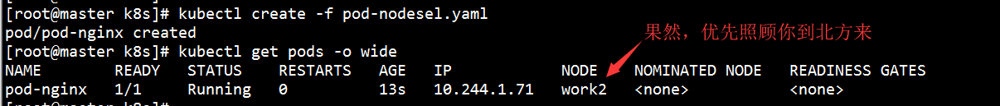 [root@master k8s]# kubectl create -f pod-nodesel.yaml
pod/pod-nginx created
果然，优先照顾你到北方来
[root@master k8s]# kubectl get pods -o wide
NAME READY STATUS RESTARTS AGE IP NODE NOMINATED NODE READINESS GATES
pod-nginx 1/1 Running 0 13s 10.244.1.71 work2 <none> <none>
[root@master k8s]#